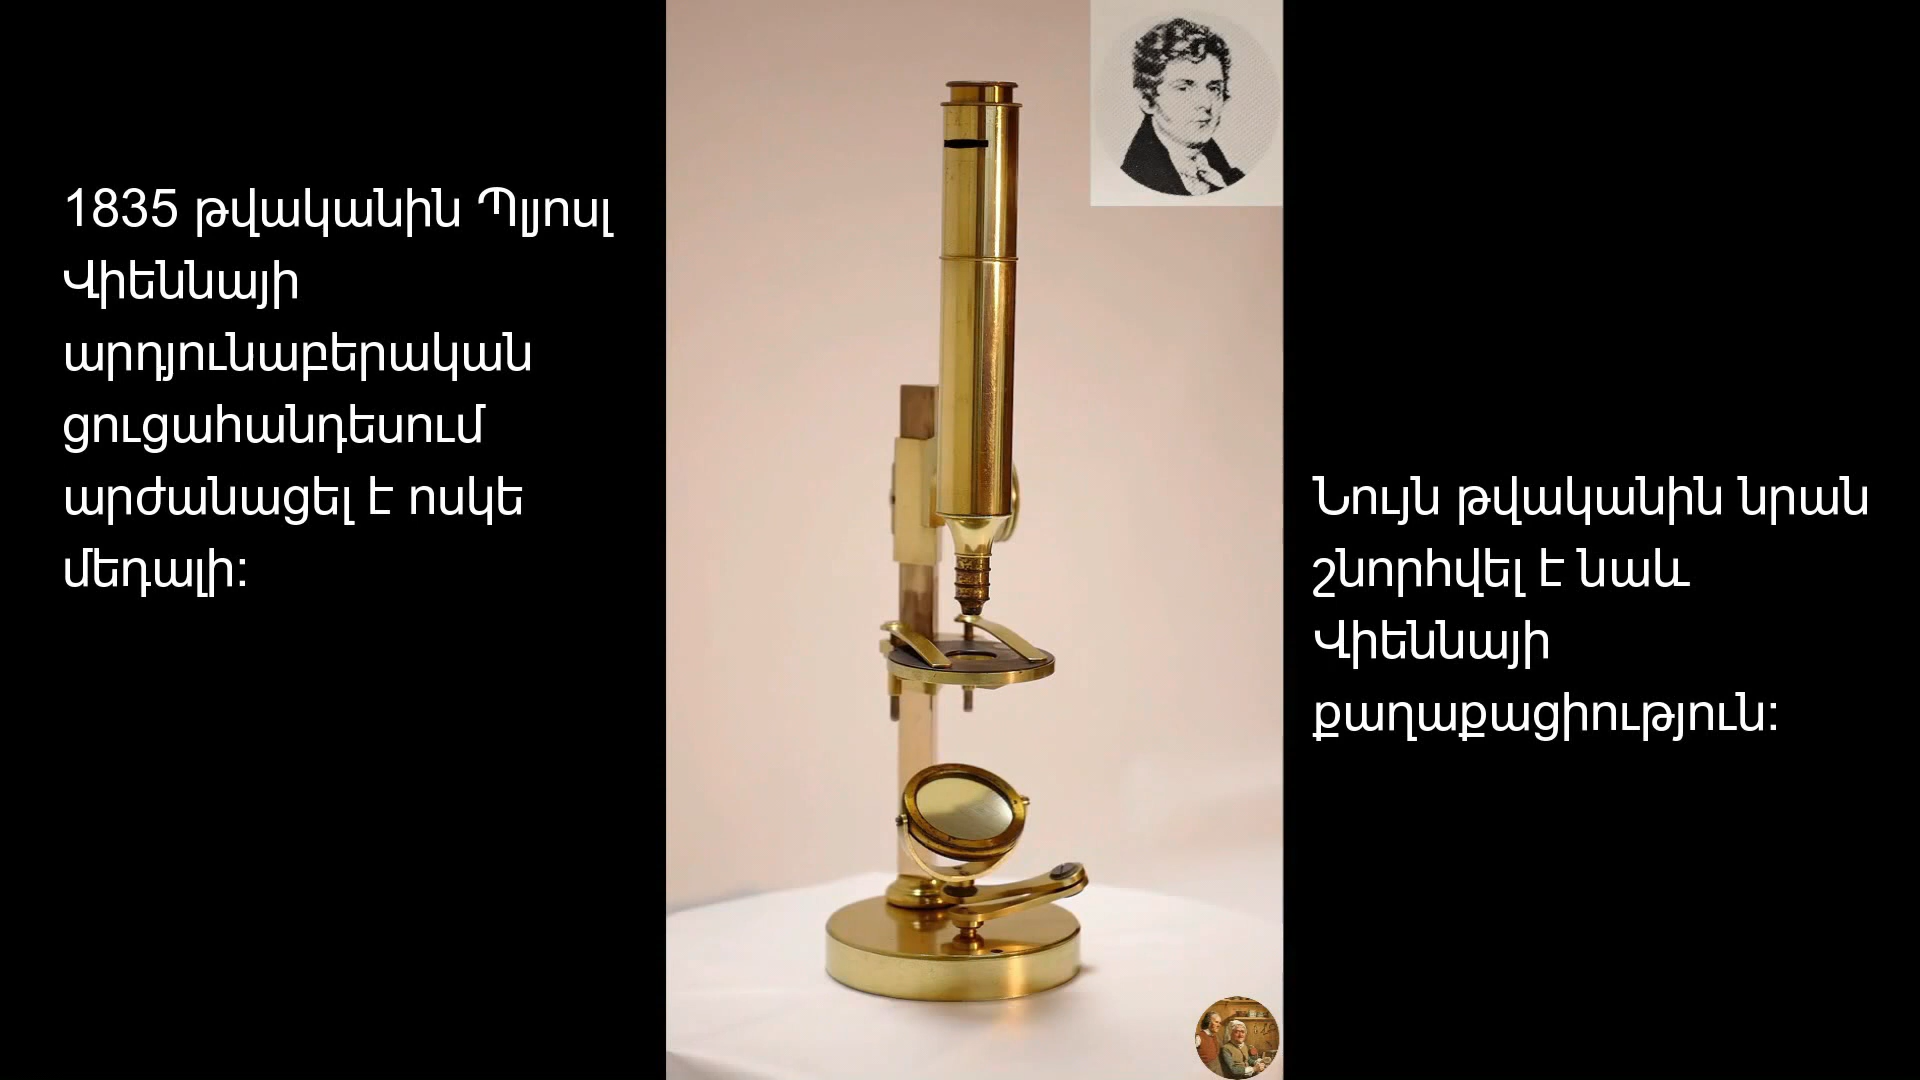 1835 թվականին Պլյոսլ
Վիեննայի
արդյունաբերական
ցուցահանդեսում
արժանացել է ոսկե
մեդալի:
Նույն թվականին նրան
շնորհվել է նաև
Վիեննայի
քաղաքացիություն: